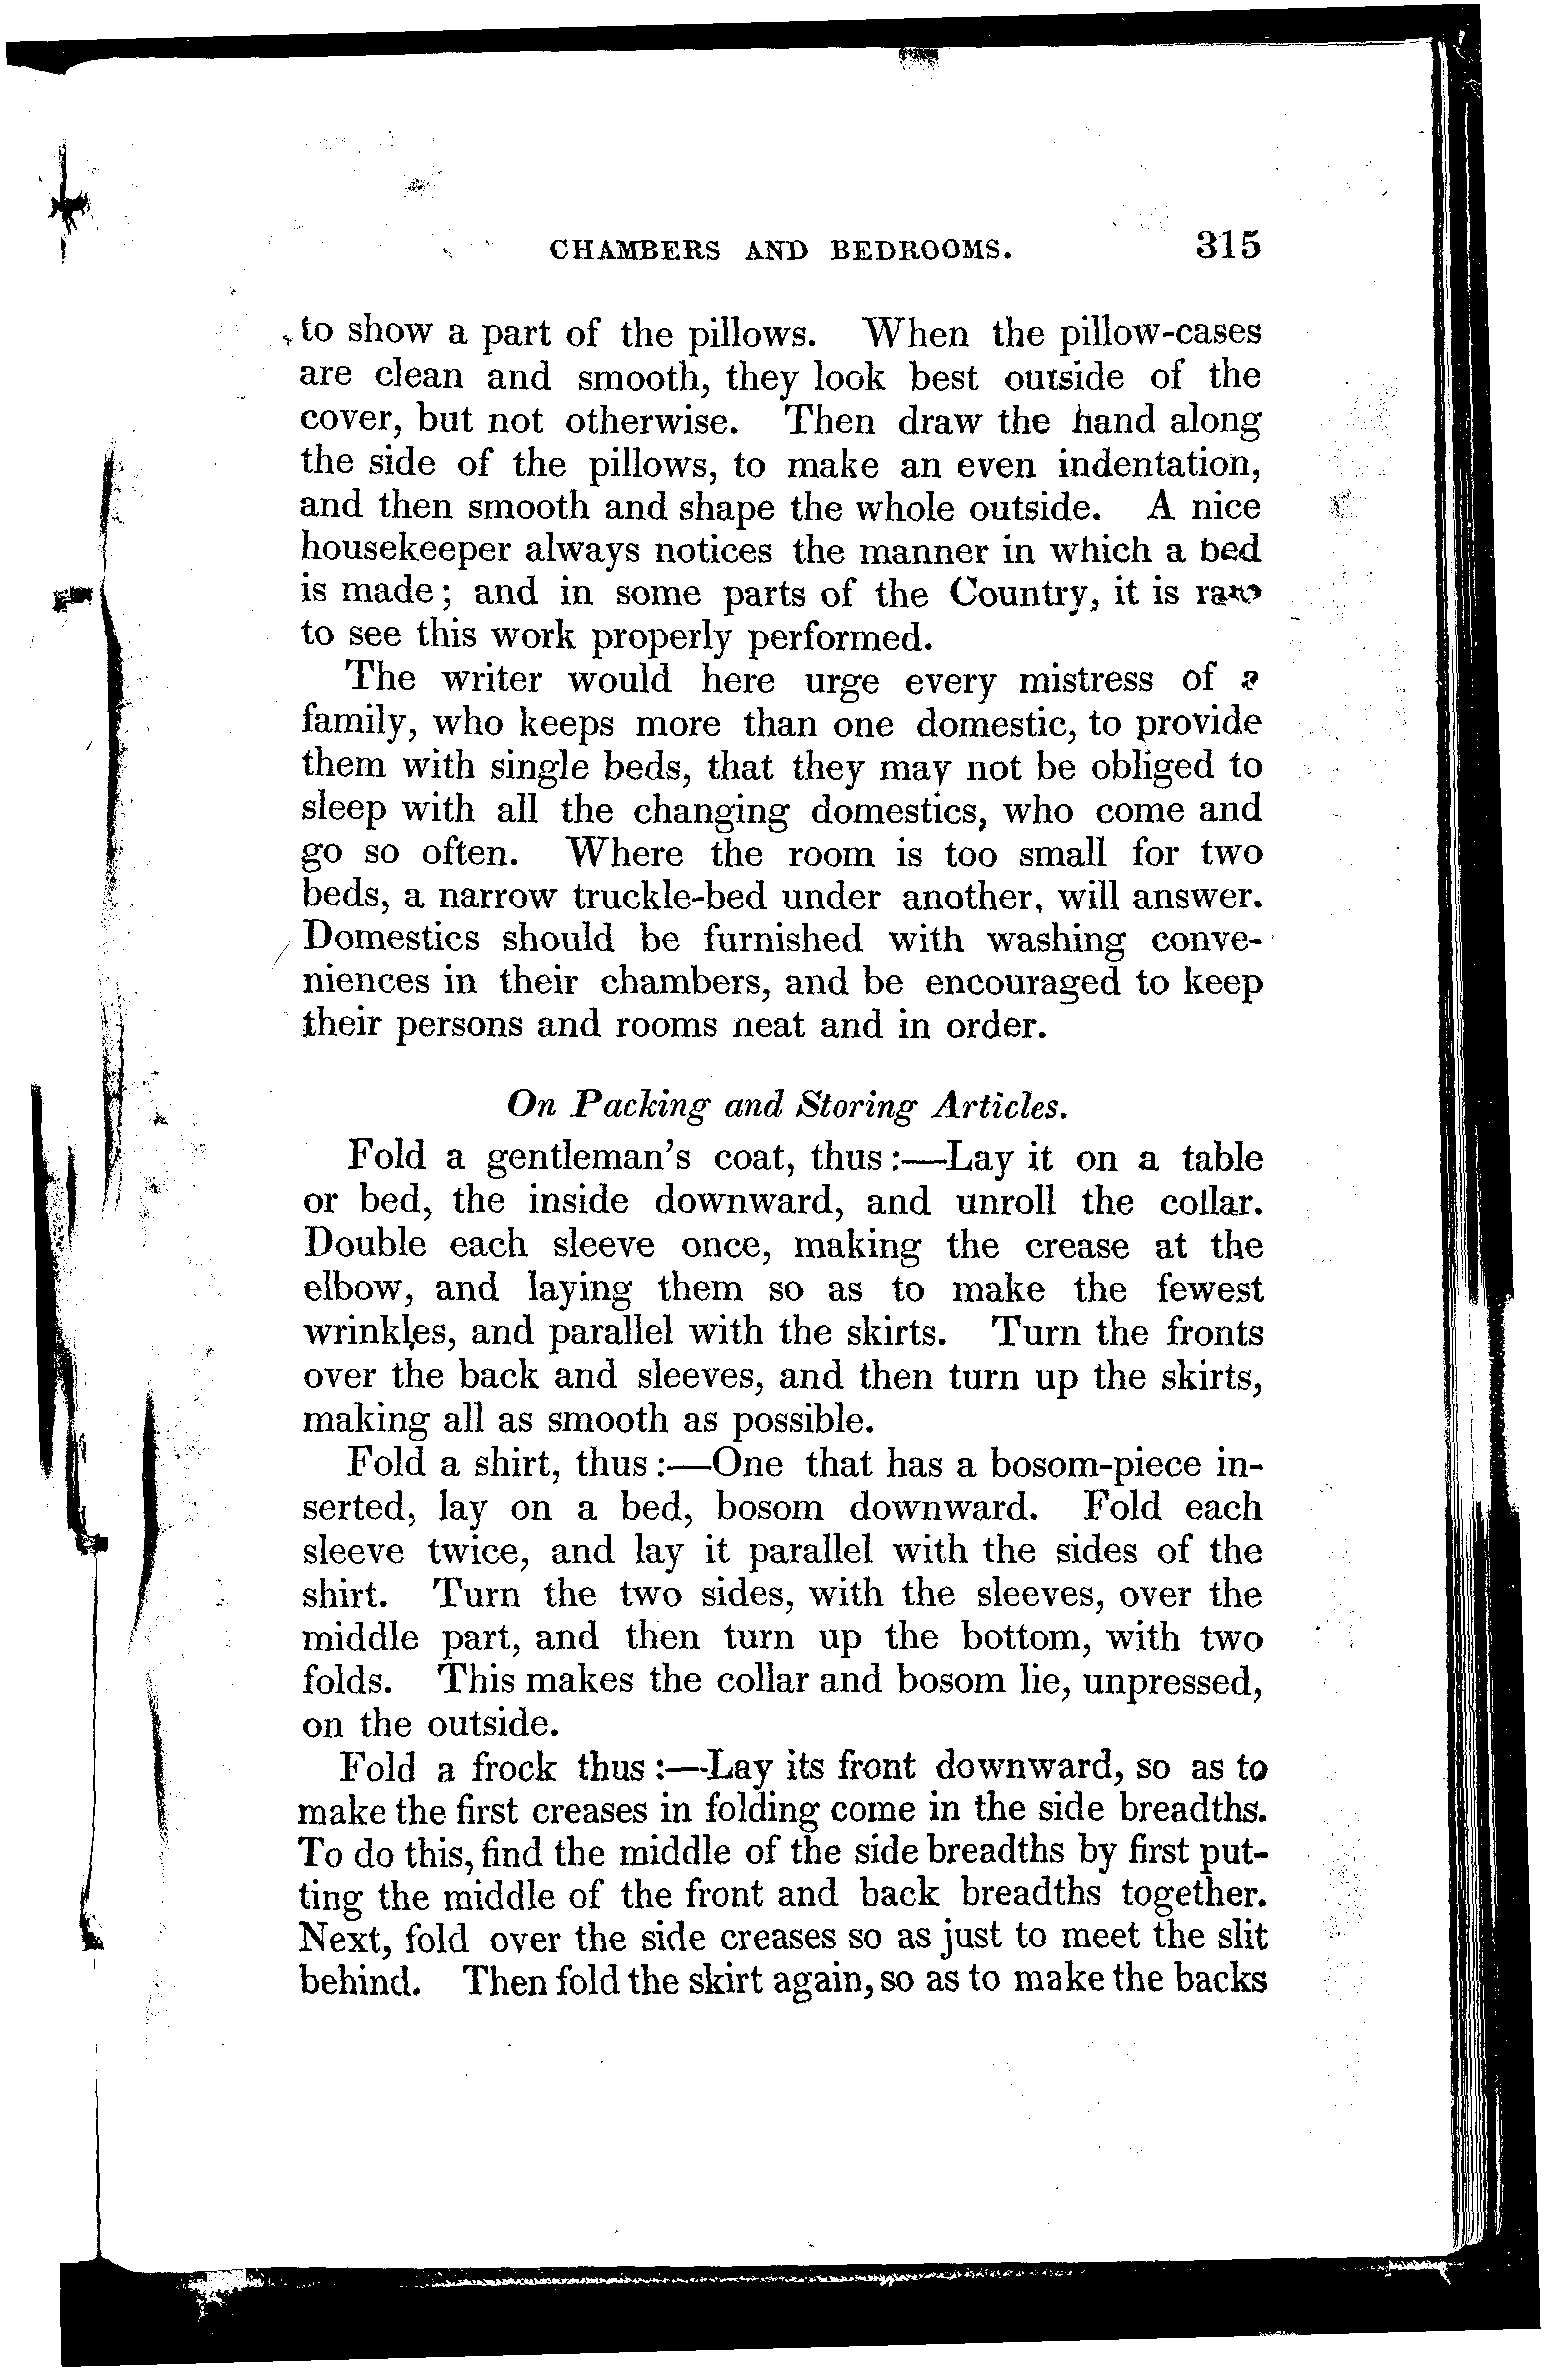 CHAMBERS AND BEDROOMS. 315
to show a part of the pillows. When the pillow-cases
are clean and smooth, they look best outside of the
cover, but not otherwise. Then draw the hand along
the side of the pillows, to make an even indentation,
and then smooth and shape the whole outside. A nice
housekeeper always notices the manner in which a bed
is made; and in some parts of the Country, it is rare
to see this work properly performed.
The writer would here urge every mistress of a
family, who keeps more than one domestic, to provide
them with single beds, that they may not be obliged to
sleep with all the changing domestics, who come and
go so often. Where the room is too small for two
beds, a narrow truckle-bed under another, will answer.
Domestics should be furnished with washing conve-
niences in their chambers, and be encouraged to keep
their persons and rooms neat and in order.
On Packing and Storing Articles.
Fold a gentleman's coat, thus:—Lay it on a table
or bed, the inside downward, and unroll the collar.
Double each sleeve once, making the crease at the
elbow, and laying them so as to make the fewest
wrinkles, and parallel with the skirts. Turn the fronts
over the back and sleeves, and then turn up the skirts,
making all as smooth as possible.
Fold a shirt, thus:—One that has a bosom-piece in-
serted, lay on a bed, bosom downward. Fold each
sleeve twice, and lay it parallel with the sides of the
shirt. Turn the two sides, with the sleeves, over the
middle part, and then turn up the bottom, with two
folds. This makes the collar and bosom lie, unpressed,
on the outside.
Fold a frock thus:—Lay its front downward, so as to
make the first creases in folding come in the side breadths.
To do this, find the middle of the side breadths by first put-
ting the middle of the front and back breadths together.
Next, fold over the side creases so as just to meet the slit
behind. Then fold the skirt again, so as to make the backs